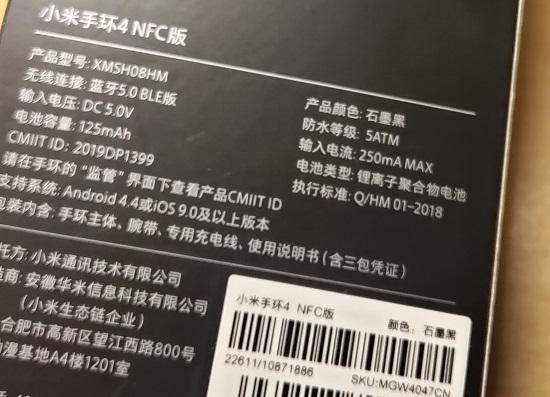 小米手环4 NFC版
产品型号: XMSH08HM
无线连接: 蓝牙5.0 BLE版
输入电压: DC 5.0V
电池容量: 125mAh
CMIIT ID: 2019DP1399
请在手环的“监管”界面下查看产品CMIIT ID
支持系统: Android 4.4或iOS 9.0及以上版本
包装内含: 手环主体、腕带、专用充电线、使用说明书（含三包凭证）
产品颜色: 石墨黑
防水等级: 5ATM
输入电流: 250mA MAX
电池类型: 锂离子聚合物电池
执行标准: Q/HM 01-2018
托方: 小米通讯技术有限公司
造商: 安徽华米信息科技有限公司
（小米生态链企业）
合肥市高新区望江西路800号
动漫基地A4楼1201室
小米手环4 NFC版
颜色: 石墨黑
22611/10871886
SKU:MGW4047CN